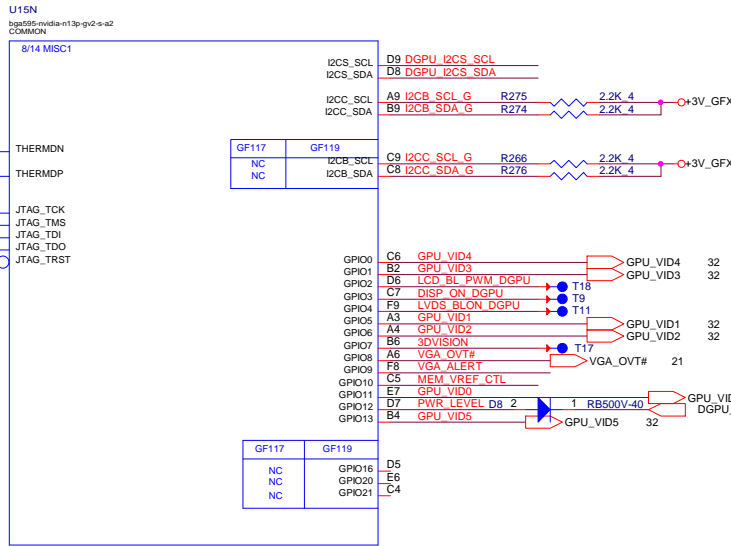 U15N
bga595-nvidia-n13p-gv2-s-a2
COMMON
8/14 MISC1
I2CS_SCL D9 DGPU_I2CS_SCL
I2CS_SDA D8 DGPU_I2CS_SDA
I2CC_SCL A9 I2CB_SCL_G R275 2.2K_4
I2CC_SDA B9 I2CB_SDA_G R274 2.2K_4
+3V_GFX
THERMDN
THERMDP
GF117 GF119
NC I2CB_SCL C9 I2CC_SCL_G R266 2.2K_4
NC I2CB_SDA C8 I2CC_SDA_G R276 2.2K_4
+3V_GFX
JTAG_TCK
JTAG_TMS
JTAG_TDI
JTAG_TDO
JTAG_TRST
GPIO0 C6 GPU_VID4 GPU_VID4 32
GPIO1 B2 GPU_VID3 GPU_VID3 32
GPIO2 D6 LCD_BL_PWM_DGPU T18
GPIO3 C7 DISP_ON_DGPU T9
GPIO4 F9 LVDS_BLON_DGPU T11
GPIO5 A3 GPU_VID1 GPU_VID1 32
GPIO6 A4 GPU_VID2 GPU_VID2 32
GPIO7 B6 3DVISION T17
GPIO8 A6 VGA_OVT# VGA_OVT# 21
GPIO9 F8 VGA_ALERT
GPIO10 C5 MEM_VREF_CTL
GPIO11 E7 GPU_VID0 GPU_VID
GPIO12 D7 PWR_LEVEL D8 2 1 RB500V-40 DGPU_
GPIO13 B4 GPU_VID5 GPU_VID5 32
GF117 GF119
NC GPIO16 D5
NC GPIO20 E6
NC GPIO21 C4